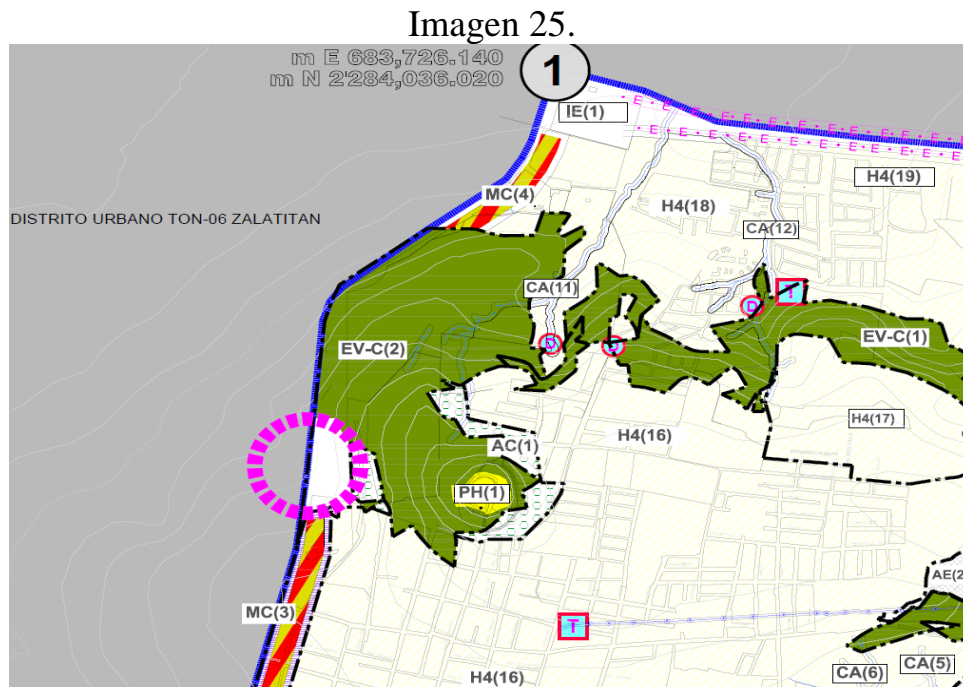 Imagen 25.
m E 683,726.140
m N 2'284,036.020
1
IE(1)
E · E · E · E · E · E · E · E · E
E · E · E · E · E · E · E · E · E
H4(19)
MC(4)
H4(18)
DISTRITO URBANO TON-06 ZALATITAN
CA(12)
CA(11)
T
D
D
D
EV-C(2)
EV-C(1)
H4(17)
H4(16)
AC(1)
PH(1)
AE(2
MC(3)
T
CA(5)
CA(6)
H4(16)